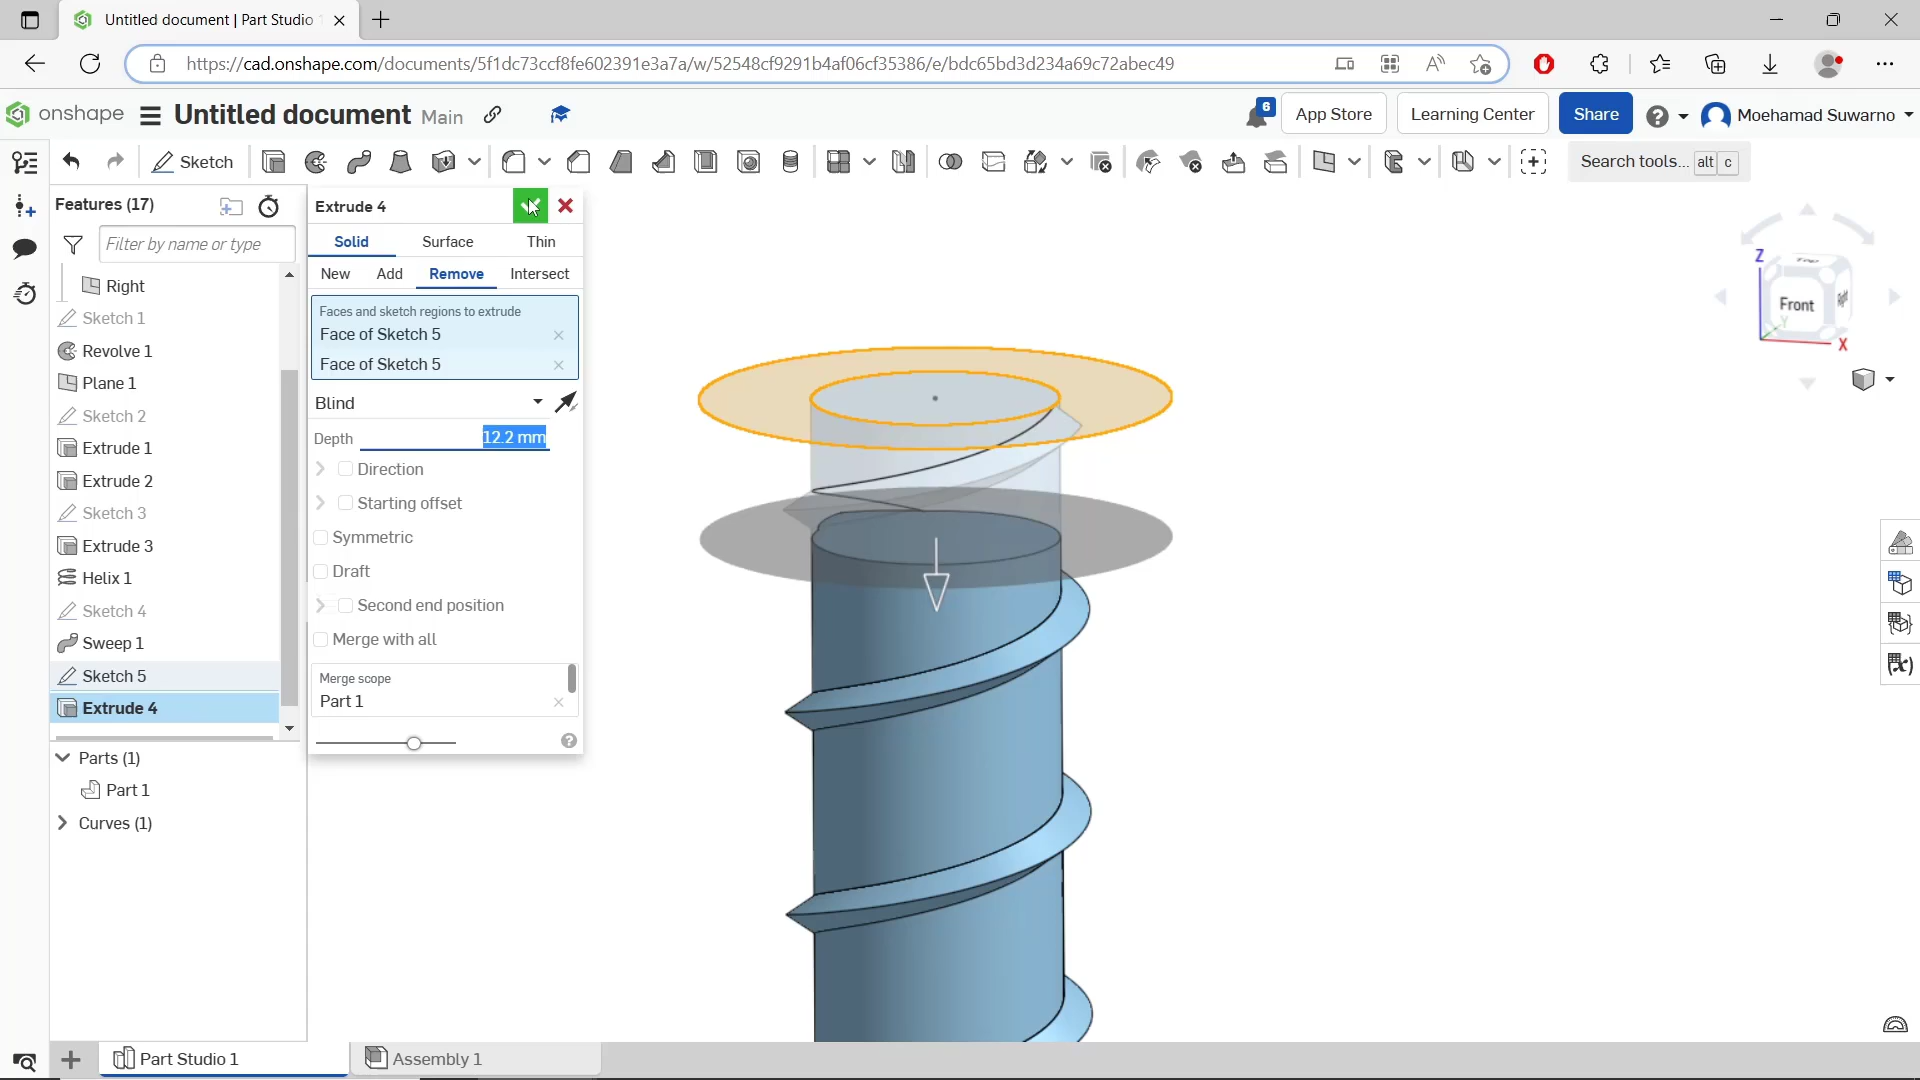 Untitled document | Part Studio
https://cad.onshape.com/documents/5f1dc73ccf8fe602391e3a7a/w/52548cf9291b4af06cf35386/e/bdc65bd3d234a69c72abec49
onshape
Untitled document Main
6
App Store
Learning Center
Share
Moehamad Suwarno
Sketch
Search tools... alt c
Features (17)
Filter by name or type
Right
Sketch 1
Revolve 1
Plane 1
Sketch 2
Extrude 1
Extrude 2
Sketch 3
Extrude 3
Helix 1
Sketch 4
Sweep 1
Sketch 5
Extrude 4
Parts (1)
Part 1
Curves (1)
Extrude 4
Solid Surface Thin
New Add Remove Intersect
Faces and sketch regions to extrude
Face of Sketch 5
Face of Sketch 5
Blind
Depth 12.2 mm
Direction
Starting offset
Symmetric
Draft
Second end position
Merge with all
Merge scope
Part 1
Top
Z
Front
Right
Y
X
Part Studio 1
Assembly 1